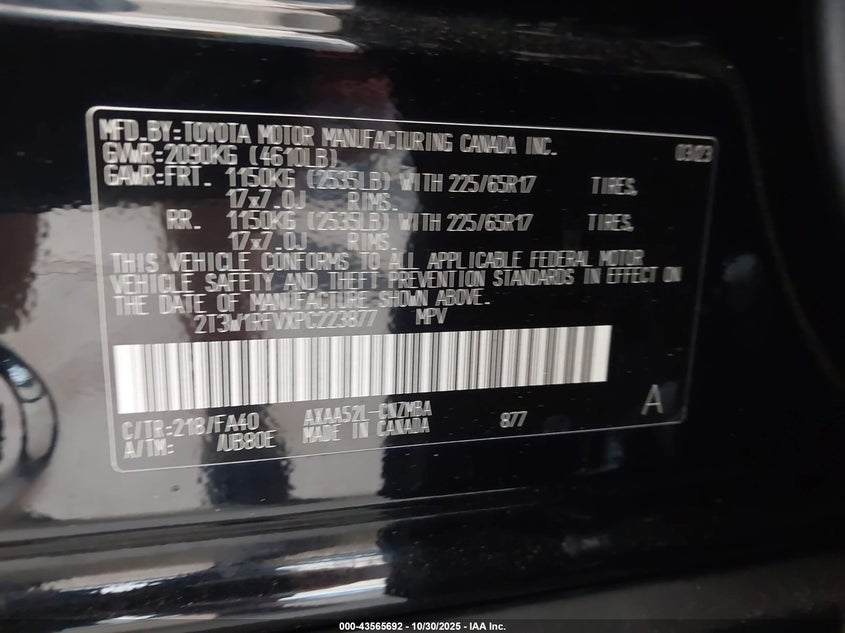 MFD.BY:TOYOTA MOTOR MANUFACTURING CANADA INC.
GVWR:2090KG (4610LB) 03/23
GAWR:FRT. 1150KG (2535LB) WITH 225/65R17 TIRES.
17x7.0J RIMS.
RR. 1150KG (2535LB) WITH 225/65R17 TIRES.
17x7.0J RIMS.
THIS VEHICLE CONFORMS TO ALL APPLICABLE FEDERAL MOTOR
VEHICLE SAFETY AND THEFT PREVENTION STANDARDS IN EFFECT ON
THE DATE OF MANUFACTURE SHOWN ABOVE.
2T3W1RFVXPC223877 MPV
C/TR:218/FA40 AXAA52L-CNZMBA 877 A
A/TM: /UB80E MADE IN CANADA
000-43565692 - 10/30/2025 - IAA Inc.